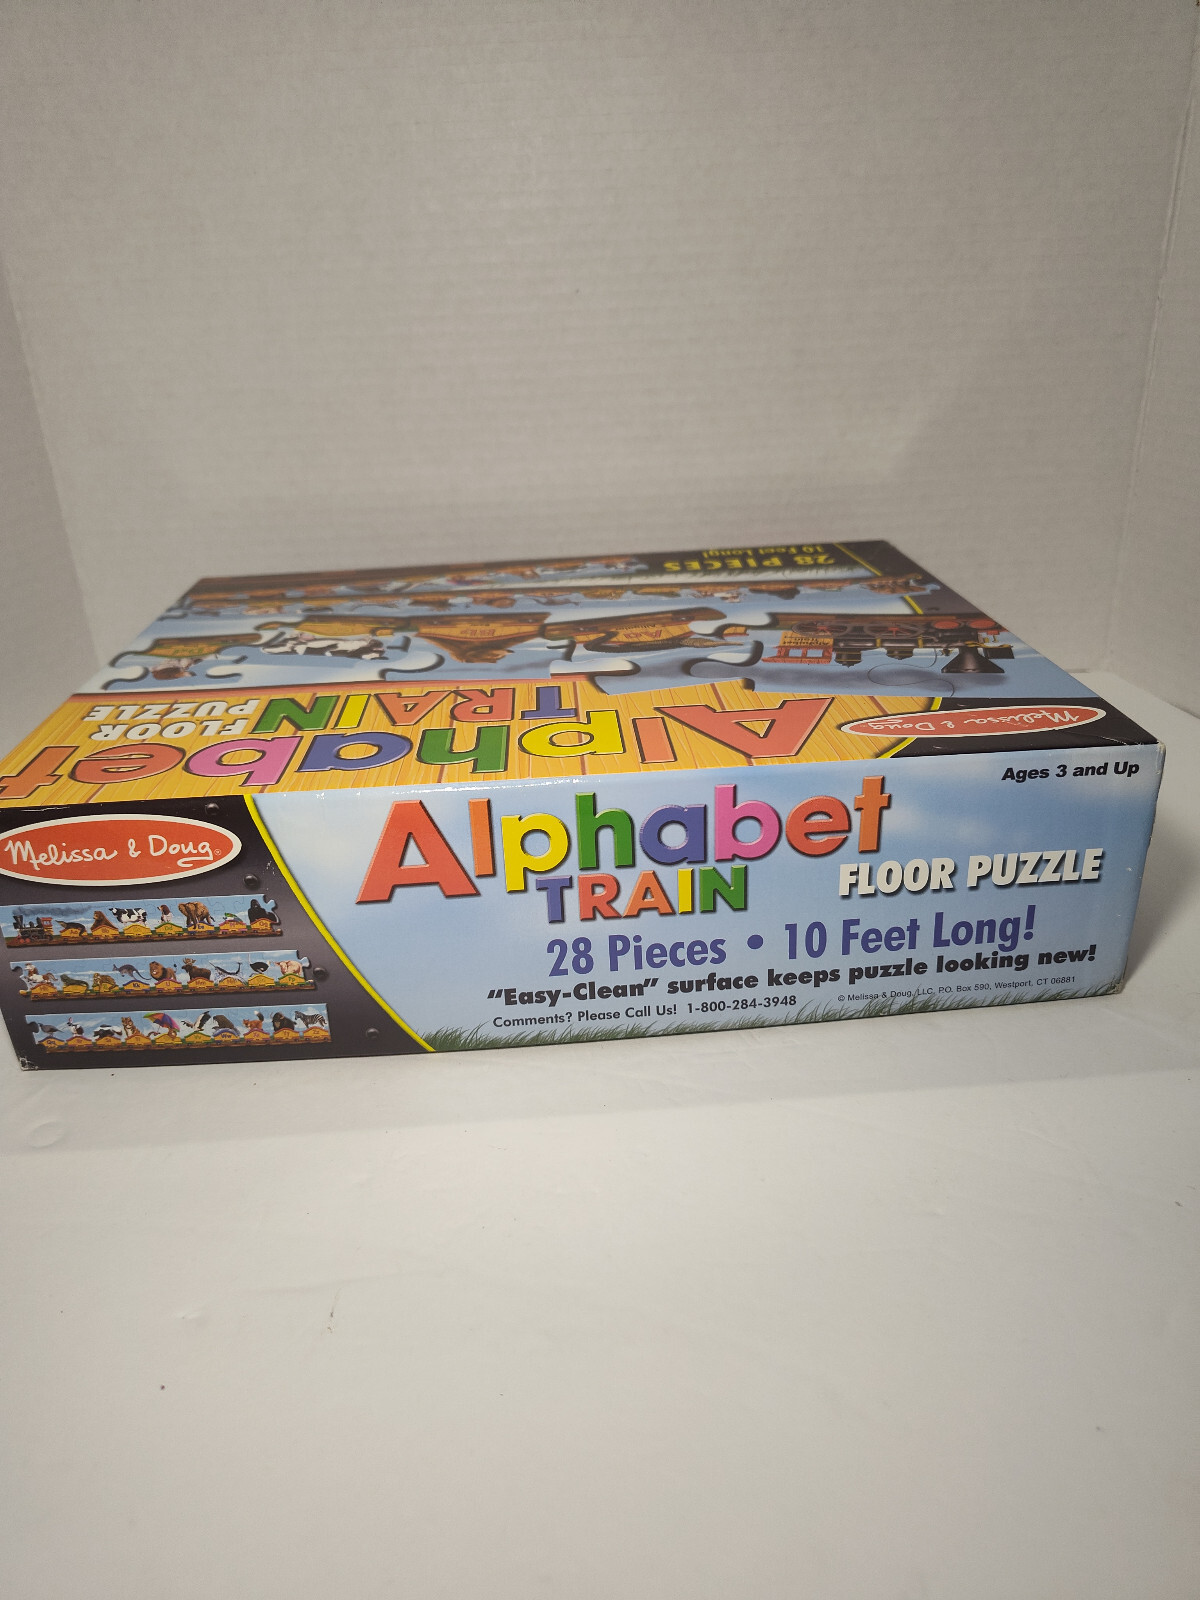 28 PIECES
10 Feet Long!
Melissa & Doug
Alphabet
TRAIN
FLOOR
PUZZLE
Melissa & Doug®
Ages 3 and Up
Alphabet
TRAIN
FLOOR PUZZLE
28 Pieces • 10 Feet Long!
“Easy-Clean” surface keeps puzzle looking new!
Comments? Please Call Us! 1-800-284-3948
© Melissa & Doug, LLC, P.O. Box 590, Westport, CT 06881